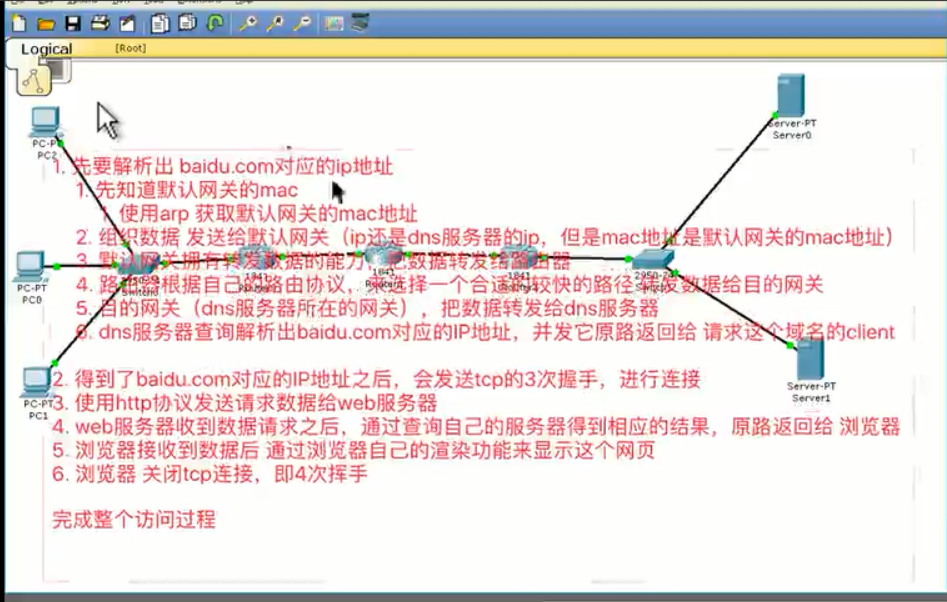 Logical
[Root]
PC-PT
PC2
1. 先要解析出 baidu.com对应的ip地址
1. 先知道默认网关的mac
1. 使用arp 获取默认网关的mac地址
2. 组织数据 发送给默认网关（ip还是dns服务器的ip，但是mac地址是默认网关的mac地址）
3. 默认网关拥有转发数据的能力，把数据转发给路由器
4. 路由器根据自己的路由协议，来选择一个合适的较快的路径转发数据给目的网关
5. 目的网关（dns服务器所在的网关），把数据转发给dns服务器
6. dns服务器查询解析出baidu.com对应的IP地址，并发它原路返回给 请求这个域名的client
2. 得到了baidu.com对应的IP地址之后，会发送tcp的3次握手，进行连接
3. 使用http协议发送请求数据给web服务器
4. web服务器收到数据请求之后，通过查询自己的服务器得到相应的结果，原路返回给 浏览器
5. 浏览器接收到数据后 通过浏览器自己的渲染功能来显示这个网页
6. 浏览器 关闭tcp连接，即4次挥手
完成整个访问过程
PC-PT
PC0
PC-PT
PC1
1841
1841
Server-PT
Server0
Server-PT
Server1